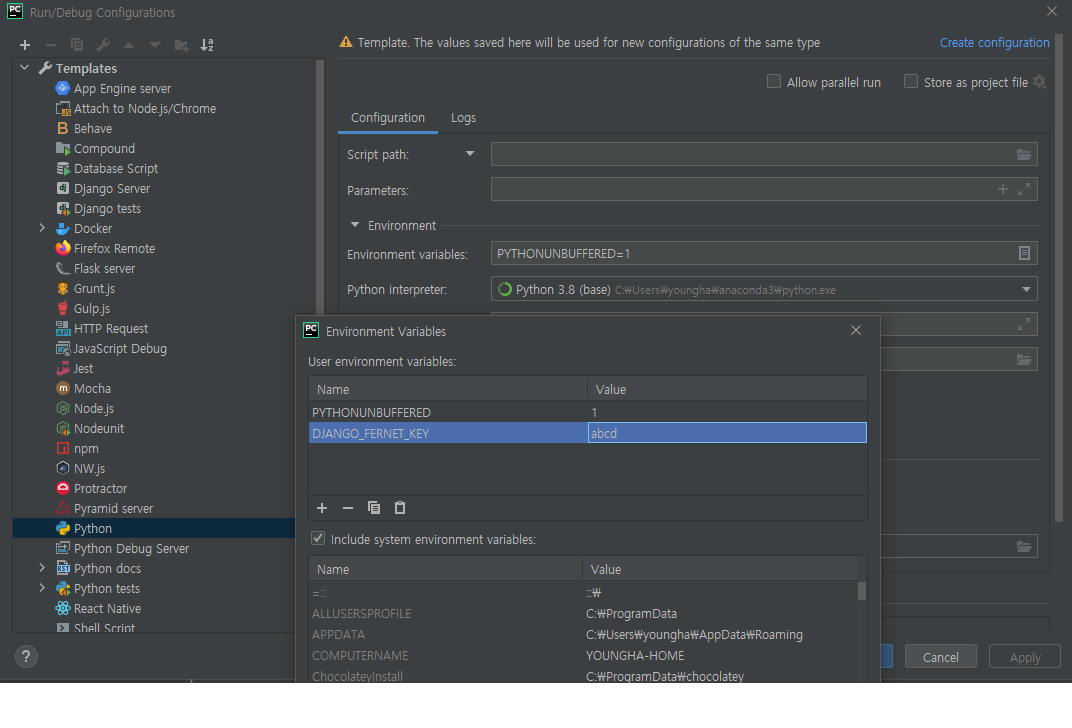 PC Run/Debug Configurations
Template. The values saved here will be used for new configurations of the same type
Create configuration
Templates
App Engine server
Attach to Node.js/Chrome
Behave
Compound
Database Script
Django Server
Django tests
Docker
Firefox Remote
Flask server
Grunt.js
Gulp.js
HTTP Request
JavaScript Debug
Jest
Mocha
Node.js
Nodeunit
npm
NW.js
Protractor
Pyramid server
Python
Python Debug Server
Python docs
Python tests
React Native
Shell Script
Allow parallel run
Store as project file
Configuration
Logs
Script path:
Parameters:
Environment
Environment variables: PYTHONUNBUFFERED=1
Python interpreter: Python 3.8 (base) C:₩Users₩youngha₩anaconda3₩python.exe
PC Environment Variables
User environment variables:
Name Value
PYTHONUNBUFFERED 1
DJANGO_FERNET_KEY abcd
Include system environment variables:
Name Value
=:: ::₩
ALLUSERSPROFILE C:₩ProgramData
APPDATA C:₩Users₩youngha₩AppData₩Roaming
COMPUTERNAME YOUNGHA-HOME
ChocolateyInstall C:₩ProgramData₩chocolatey
?
Cancel
Apply